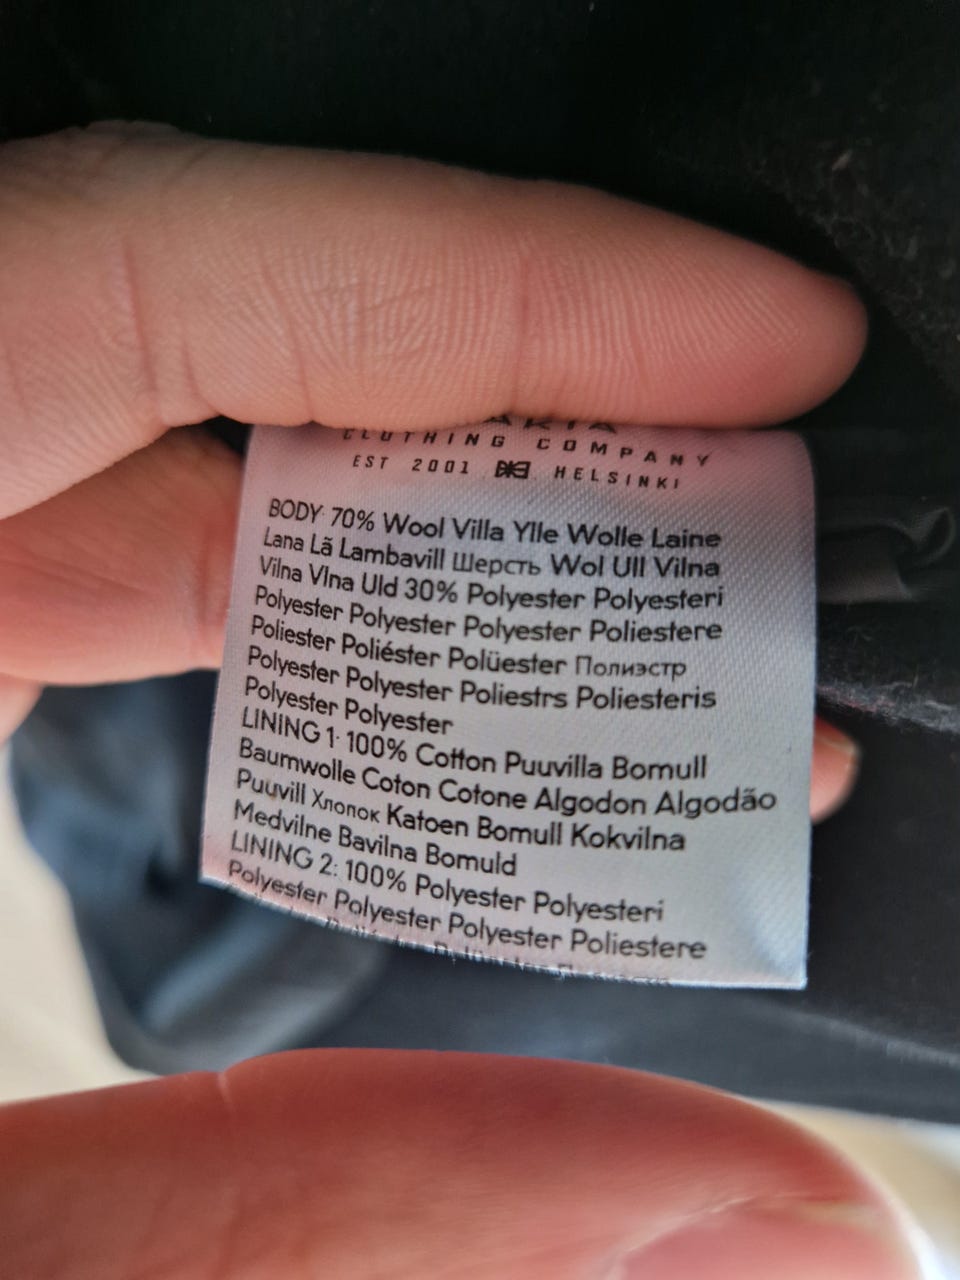 CLOTHING COMPANY
EST 2001 HELSINKI
BODY: 70% Wool Villa Ylle Wolle Laine
Lana Lã Lambavill Шерсть Wol Ull Vilna
Vilna Vlna Uld 30% Polyester Polyesteri
Polyester Polyester Polyester Poliestere
Poliester Poliéster Polüester Полиэстр
Polyester Polyester Poliestrs Poliesteris
Polyester Polyester
LINING 1: 100% Cotton Puuvilla Bomull
Baumwolle Coton Cotone Algodon Algodão
Puuvill Хлопок Katoen Bomull Kokvilna
Medvilne Bavilna Bomuld
LINING 2: 100% Polyester Polyesteri
Polyester Polyester Polyester Poliestere